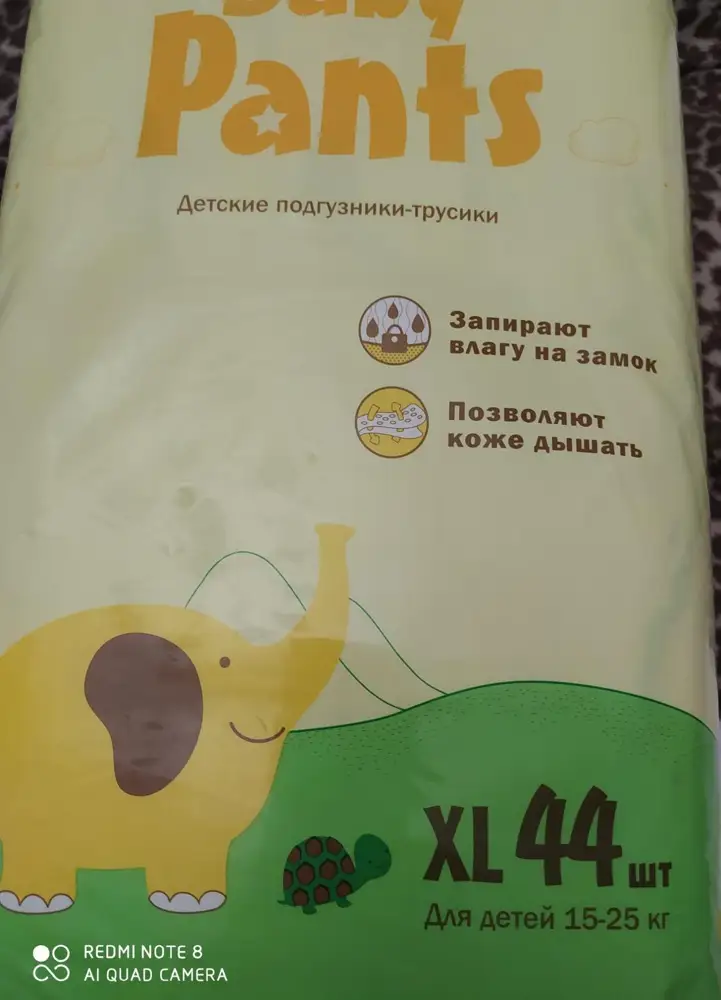 Baby
Pants
Детские подгузники-трусики
Запирают
влагу на замок
Позволяют
коже дышать
XL 44 шт
Для детей 15-25 кг
REDMI NOTE 8
AI QUAD CAMERA